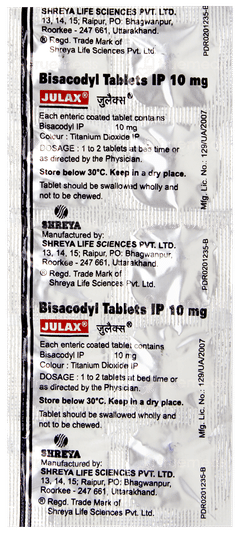 SHREYA LIFE SCIENCES PVT. LTD.
13, 14, 15; Raipur, PO: Bhagwanpur,
Roorkee - 247 661, Uttarakhand.
® Regd. Trade Mark of
Shreya Life Sciences Pvt. Ltd.
PDR0201235-B
Bisacodyl Tablets IP 10 mg
JULAX® जुलैक्स®
Each enteric coated tablet contains
Bisacodyl IP 10 mg
Colour : Titanium Dioxide IP
DOSAGE : 1 to 2 tablets at bed time or
as directed by the Physician.
Store below 30°C. Keep in a dry place.
Tablet should be swallowed wholly and
not to be chewed.
Mfg. Lic. No.: 129/UA/2007
SHREYA
Manufactured by:
SHREYA LIFE SCIENCES PVT. LTD.
13, 14, 15; Raipur, PO: Bhagwanpur,
Roorkee - 247 661, Uttarakhand.
® Regd. Trade Mark of
Shreya Life Sciences Pvt. Ltd.
PDR0201235-B
Bisacodyl Tablets IP 10 mg
JULAX® जुलैक्स®
Each enteric coated tablet contains
Bisacodyl IP 10 mg
Colour : Titanium Dioxide IP
DOSAGE : 1 to 2 tablets at bed time or
as directed by the Physician.
Store below 30°C. Keep in a dry place.
Tablet should be swallowed wholly and
not to be chewed.
Mfg. Lic. No.: 129/UA/2007
SHREYA
Manufactured by:
SHREYA LIFE SCIENCES PVT. LTD.
13, 14, 15; Raipur, PO: Bhagwanpur,
Roorkee - 247 661, Uttarakhand.
® Regd. Trade Mark of
Shreya Life Sciences Pvt. Ltd.
PDR0201235-B